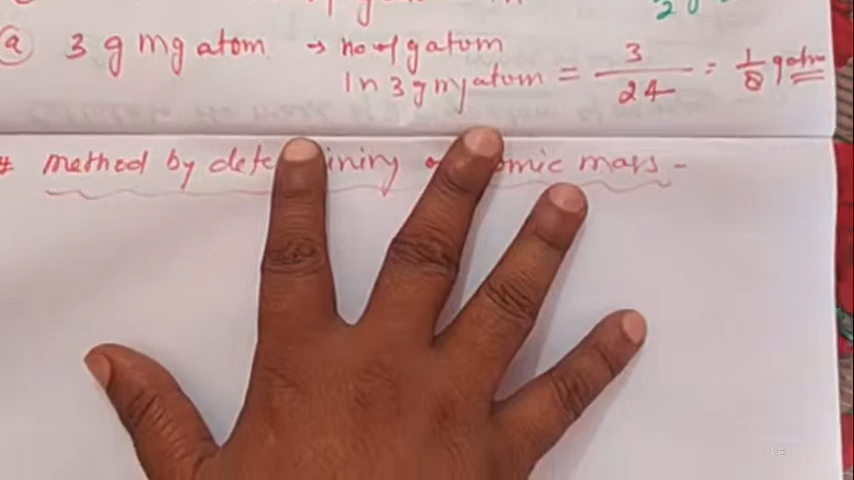 a 3 g mg atom → no of g atom
In 3 g mg atom = 3/24 = 1/8 g atom
# method by dete ining omic mass -